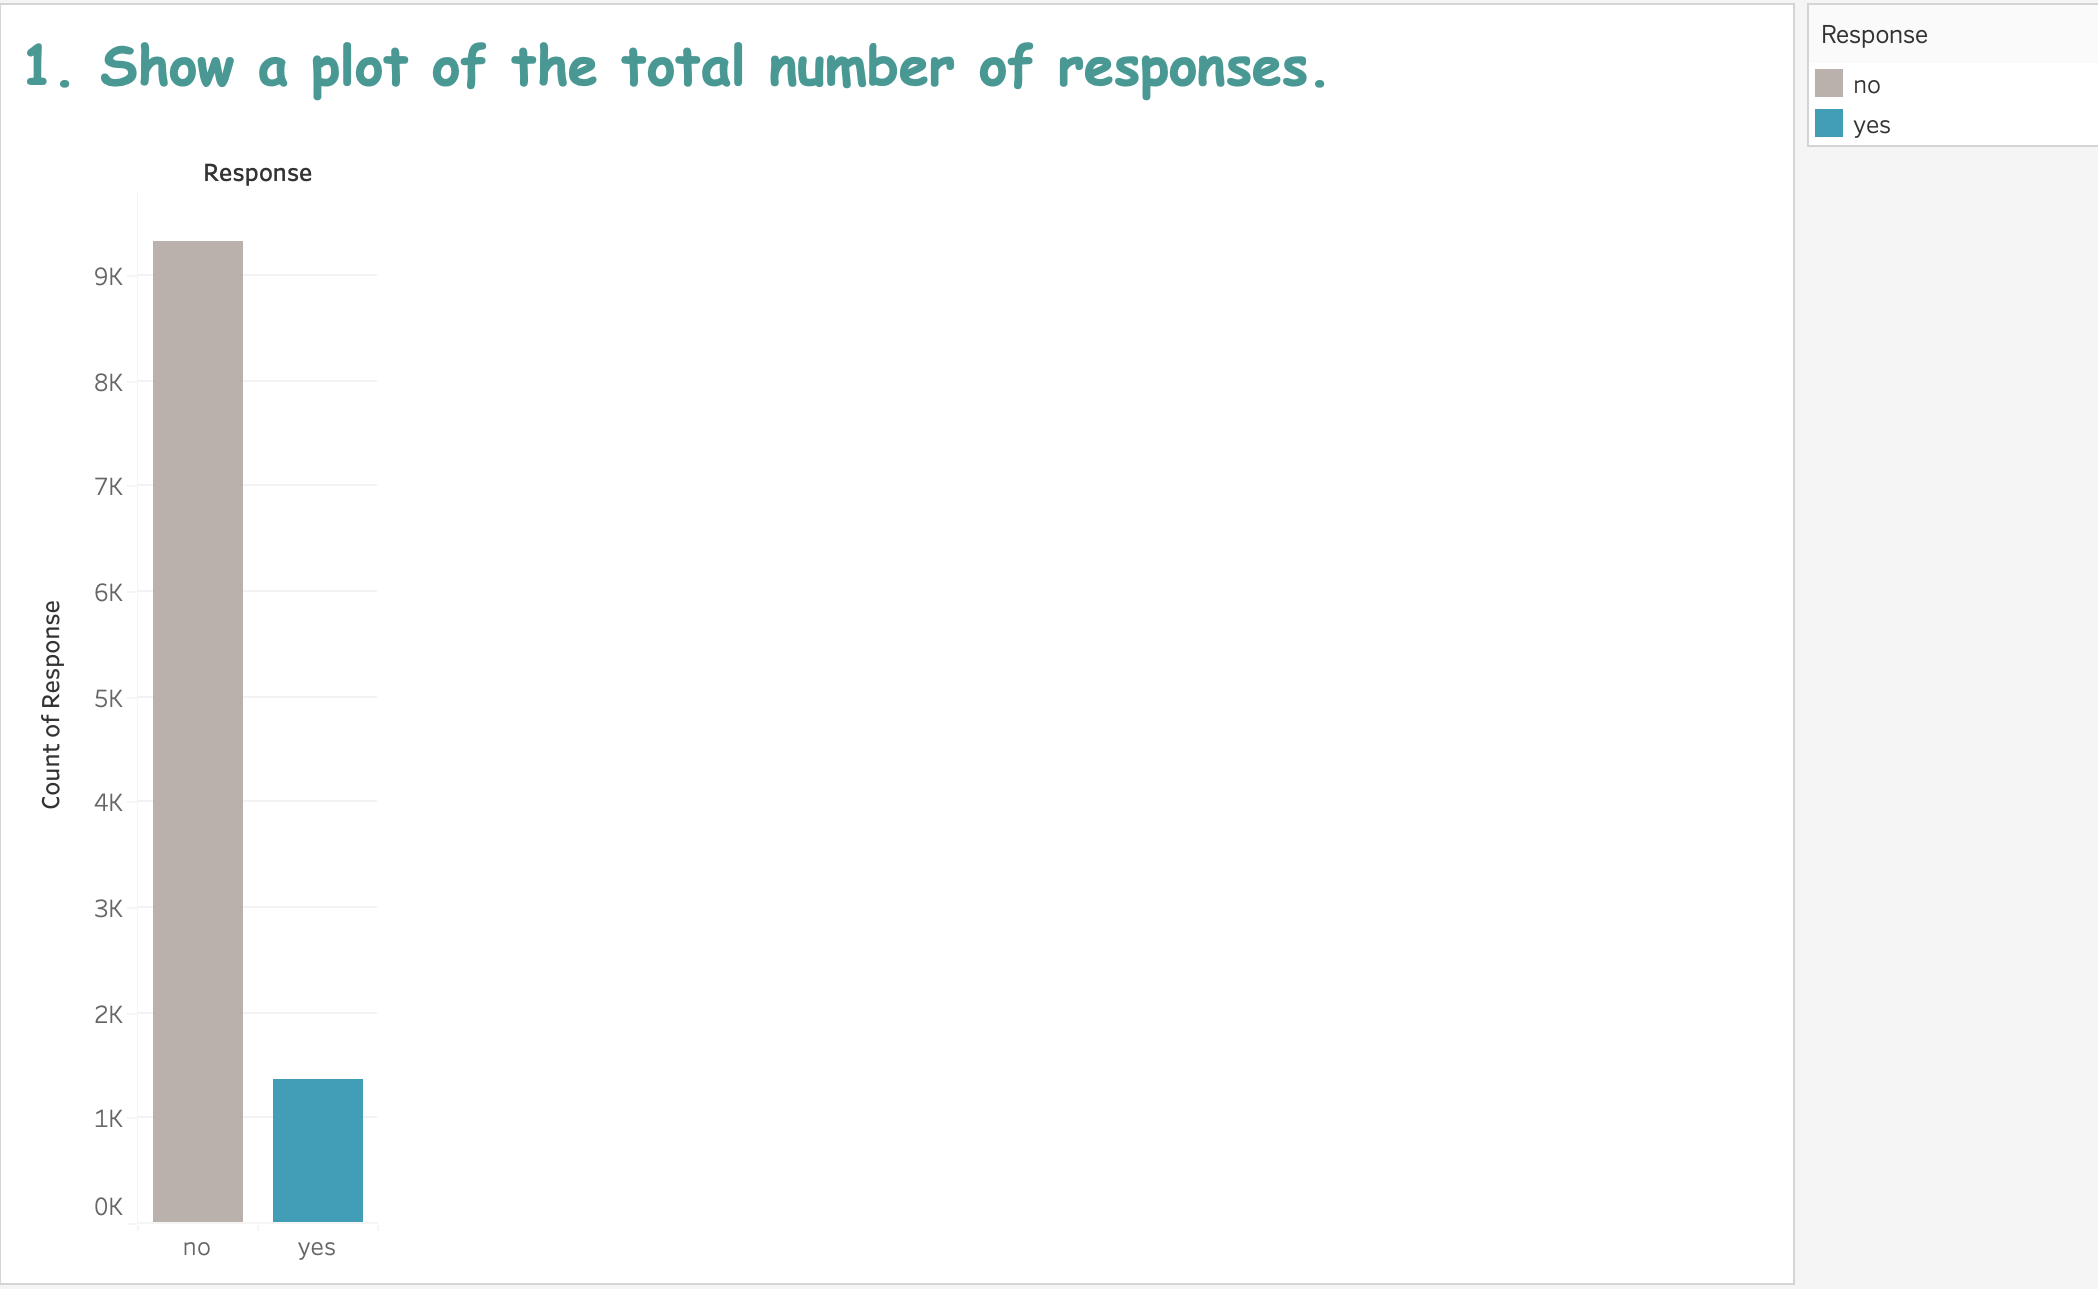 1. Show a plot of the total number of responses.
Response
9K
8K
7K
6K
5K
4K
3K
2K
1K
0K
Count of Response
no
yes
Response
no
yes